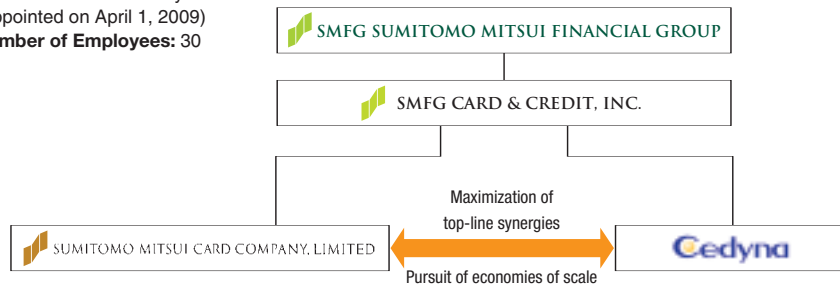 pointed on April 1, 2009)
mber of Employees: 30
SMFG SUMITOMO MITSUI FINANCIAL GROUP
SMFG CARD & CREDIT, INC.
Maximization of
top-line synergies
SUMITOMO MITSUI CARD COMPANY, LIMITED
Cedyna
Pursuit of economies of scale